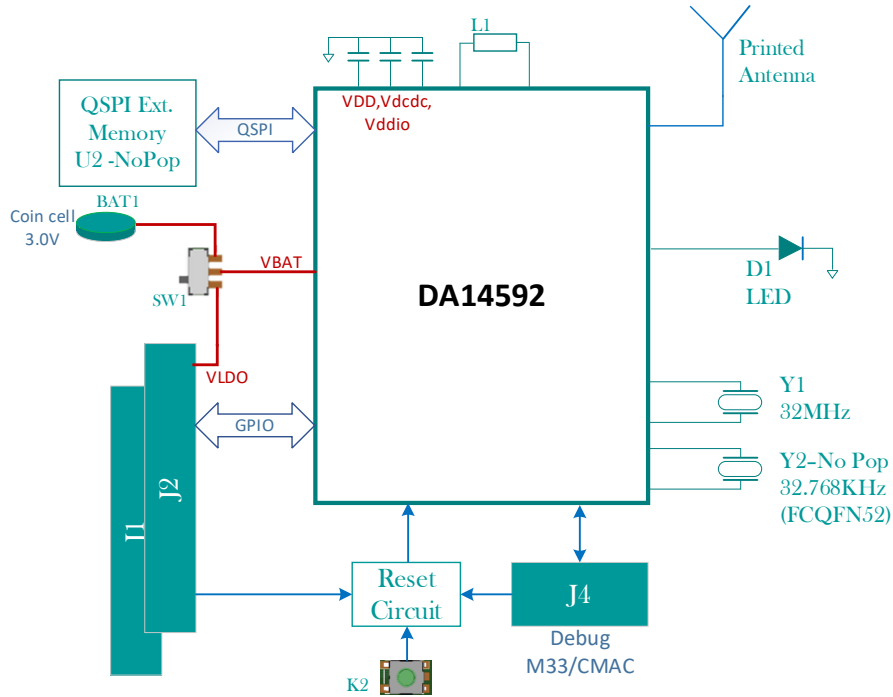 L1
Printed
Antenna
VDD,Vdcdc,
Vddio
QSPI Ext.
Memory
U2 -NoPop
QSPI
BAT1
Coin cell
3.0V
SW1
VBAT
DA14592
D1
LED
VLDO
GPIO
J1
J2
Y1
32MHz
Y2-No Pop
32.768KHz
(FCQFN52)
Reset
Circuit
J4
Debug
M33/CMAC
K2